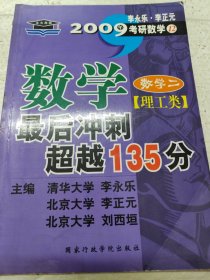 李永乐·李正元
2009年考研数学12
数学
数学二
【理工类】
最后冲刺
超越135分
主编 清华大学 李永乐
北京大学 李正元
北京大学 刘西垣
国家行政学院出版社